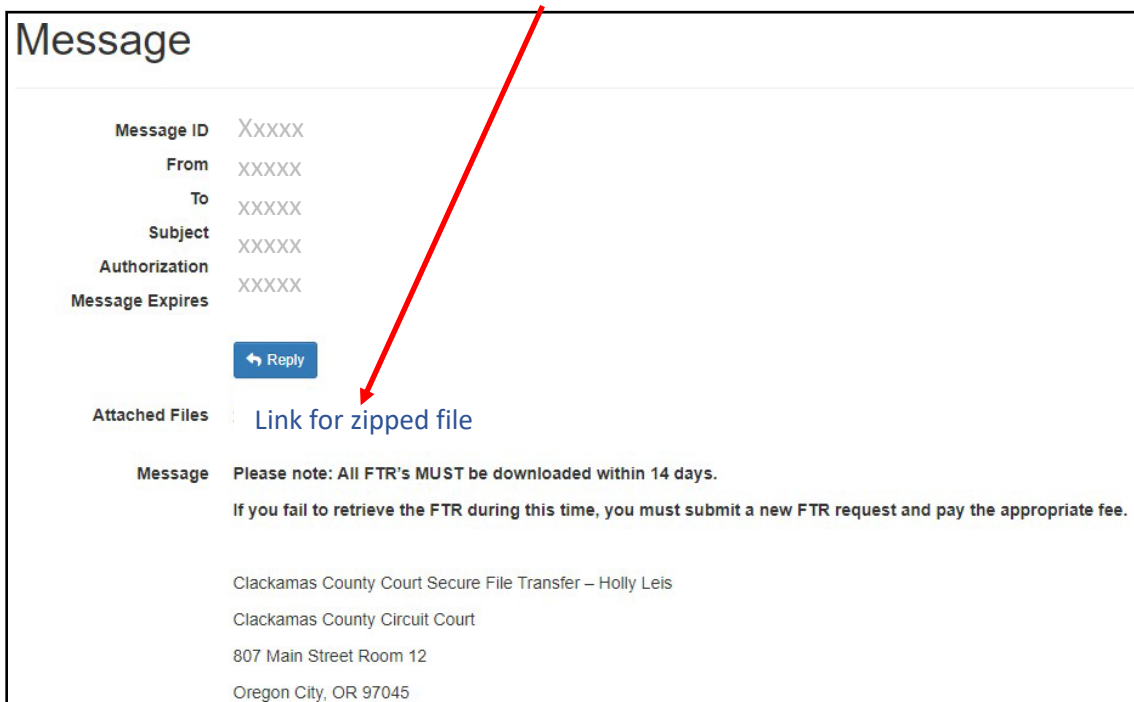 Message
Message ID Xxxxx
From xxxxx
To xxxxx
Subject xxxxx
Authorization xxxxx
Message Expires
Reply
Attached Files Link for zipped file
Message Please note: All FTR's MUST be downloaded within 14 days.
If you fail to retrieve the FTR during this time, you must submit a new FTR request and pay the appropriate fee.
Clackamas County Court Secure File Transfer – Holly Leis
Clackamas County Circuit Court
807 Main Street Room 12
Oregon City, OR 97045